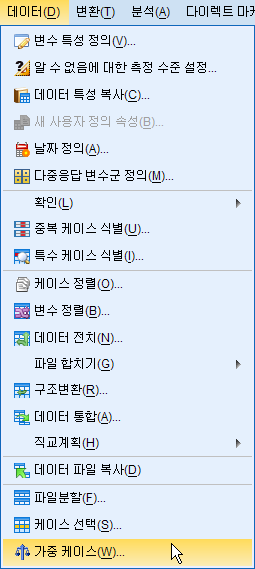 데이터(D) 변환(T) 분석(A) 다이렉트 마케
변수 특성 정의(V)...
알 수 없음에 대한 측정 수준 설정...
데이터 특성 복사(C)...
새 사용자 정의 속성(B)...
날짜 정의(A)...
다중응답 변수군 정의(M)...
확인(L)
중복 케이스 식별(U)...
특수 케이스 식별(I)...
케이스 정렬(O)...
변수 정렬(B)...
데이터 전치(N)...
파일 합치기(G)
구조변환(R)...
데이터 통합(A)...
직교계획(H)
데이터 파일 복사(D)
파일분할(F)...
케이스 선택(S)...
가중 케이스(W)...